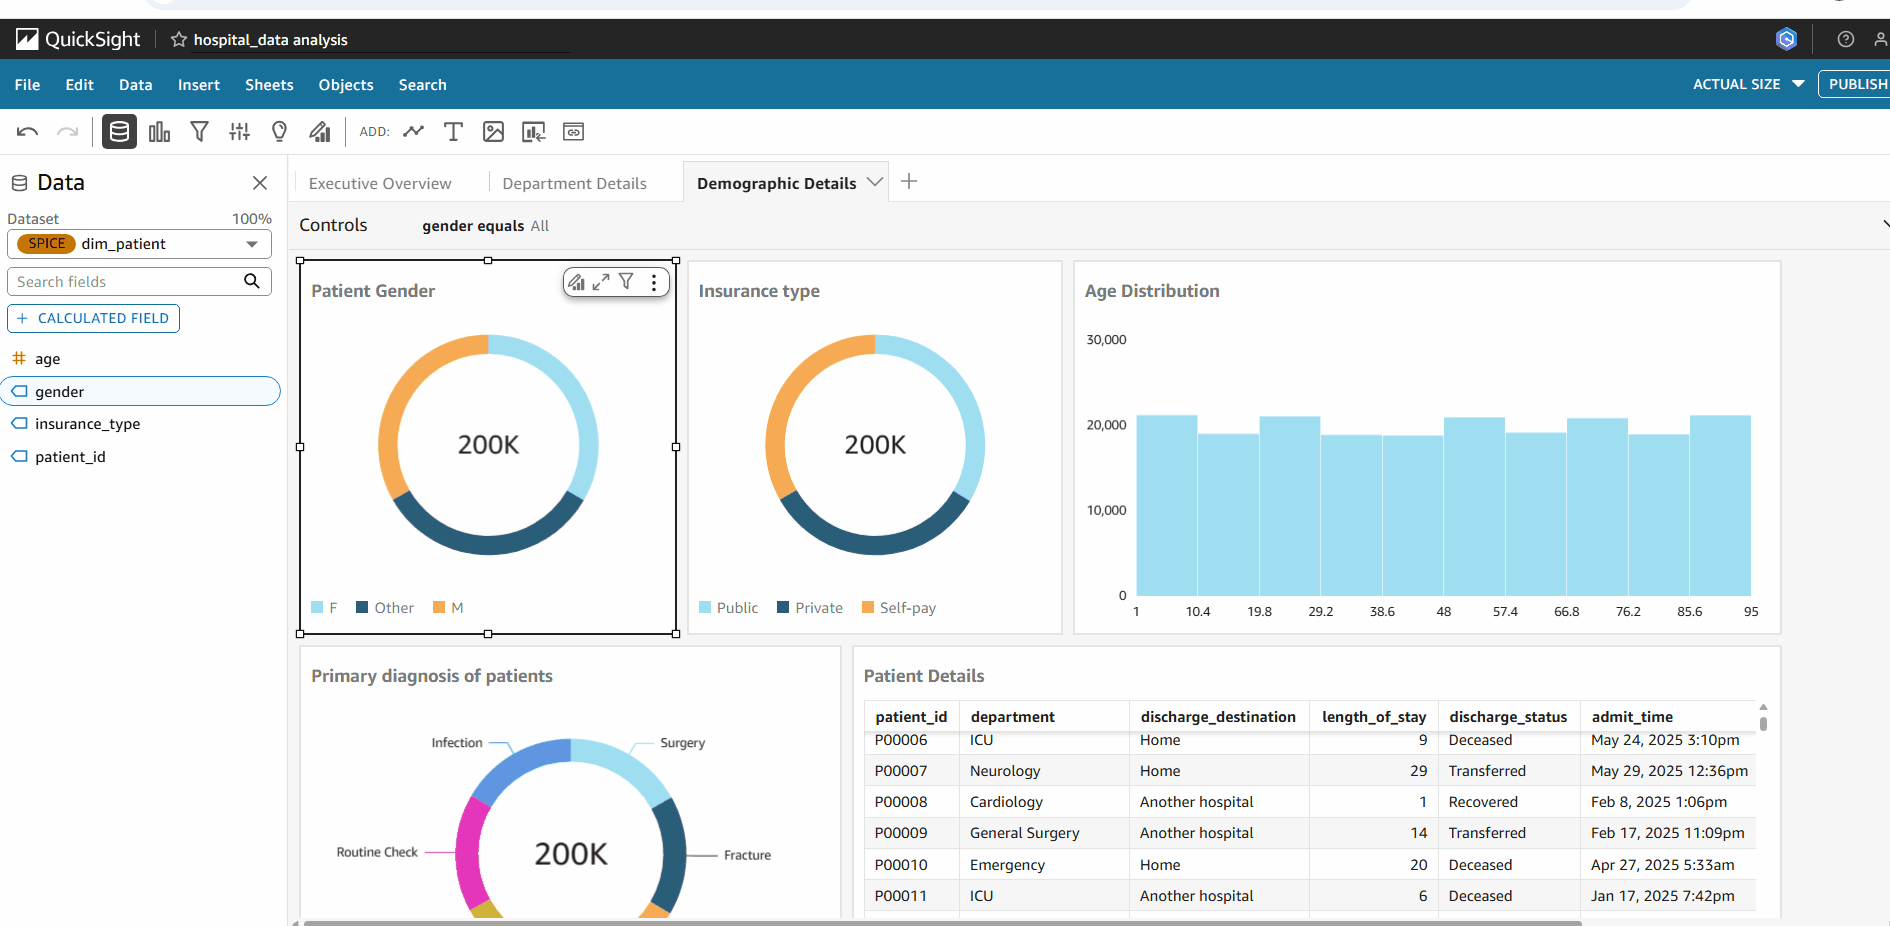 QuickSight
hospital_data analysis
File Edit Data Insert Sheets Objects Search
ACTUAL SIZE
PUBLISH
ADD:
Data
Dataset 100%
SPICE dim_patient
Search fields
+ CALCULATED FIELD
age
gender
insurance_type
patient_id
Executive Overview
Department Details
Demographic Details
Controls
gender equals All
Patient Gender
200K
F Other M
Insurance type
200K
Public Private Self-pay
Age Distribution
30,000
20,000
10,000
0
1 10.4 19.8 29.2 38.6 48 57.4 66.8 76.2 85.6 95
Primary diagnosis of patients
Infection
Surgery
Routine Check
200K
Fracture
Patient Details
patient_id department discharge_destination length_of_stay discharge_status admit_time
P00006 ICU Home 9 Deceased May 24, 2025 3:10pm
P00007 Neurology Home 29 Transferred May 29, 2025 12:36pm
P00008 Cardiology Another hospital 1 Recovered Feb 8, 2025 1:06pm
P00009 General Surgery Another hospital 14 Transferred Feb 17, 2025 11:09pm
P00010 Emergency Home 20 Deceased Apr 27, 2025 5:33am
P00011 ICU Another hospital 6 Deceased Jan 17, 2025 7:42pm